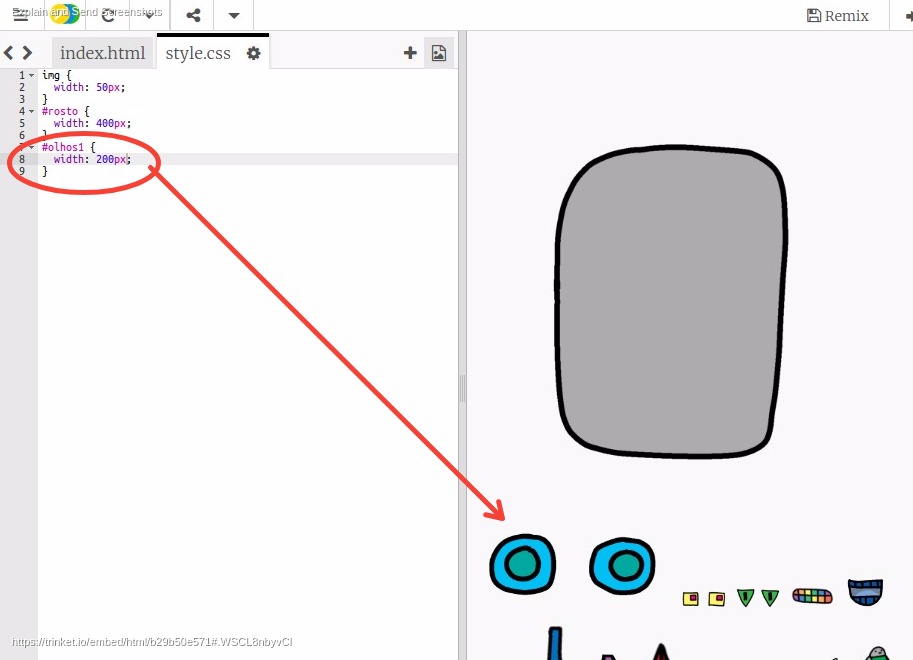 Explain and Send Screenshots
Remix
index.html
style.css
1 img {
2 width: 50px;
3 }
4 #rosto {
5 width: 400px;
6 }
7 #olhos1 {
8 width: 200px;
9 }
https://trinket.io/embed/html/b29b50e571#.WSCL8nbyvCI